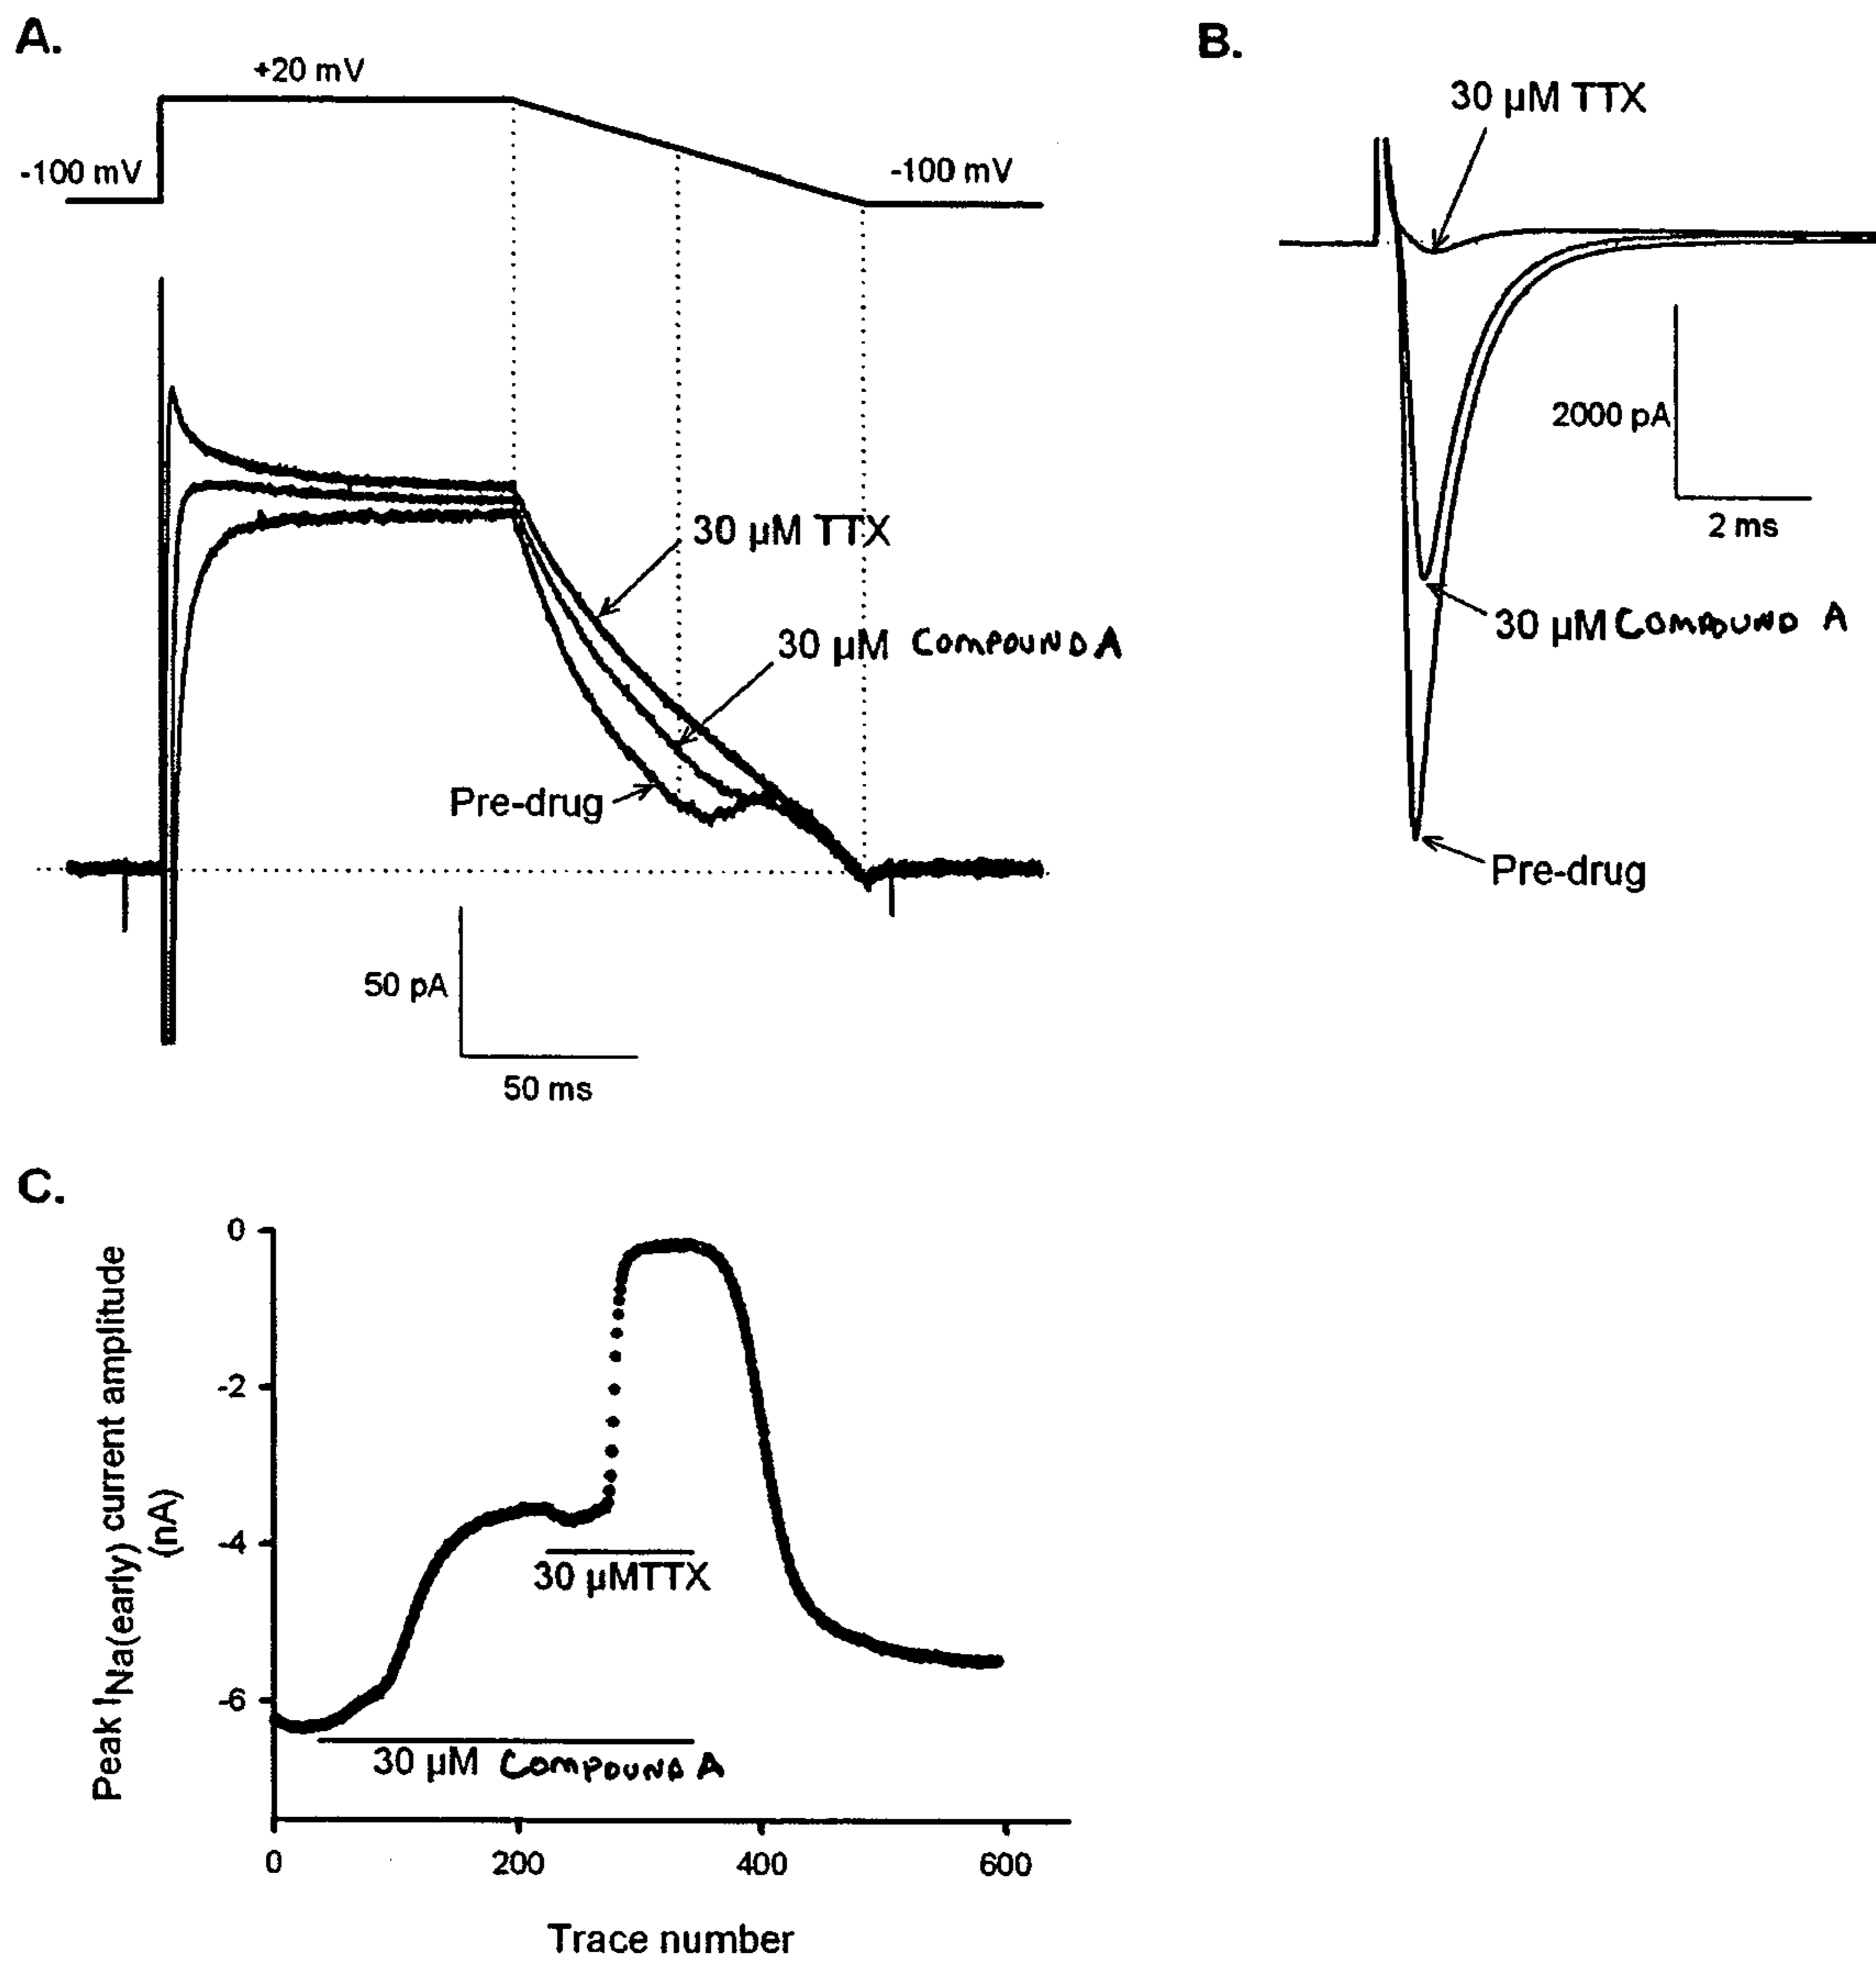 A.
+20 mV
-100 mV
-100 mV
30 µM TTX
30 µM COMPOUND A
Pre-drug
50 pA
50 ms
B.
30 µM TTX
2000 pA
2 ms
30 µM COMPOUND A
Pre-drug
C.
Peak INa(early) current amplitude
(nA)
0
-2
-4
-6
30 µMTTX
30 µM COMPOUND A
0
200
400
600
Trace number